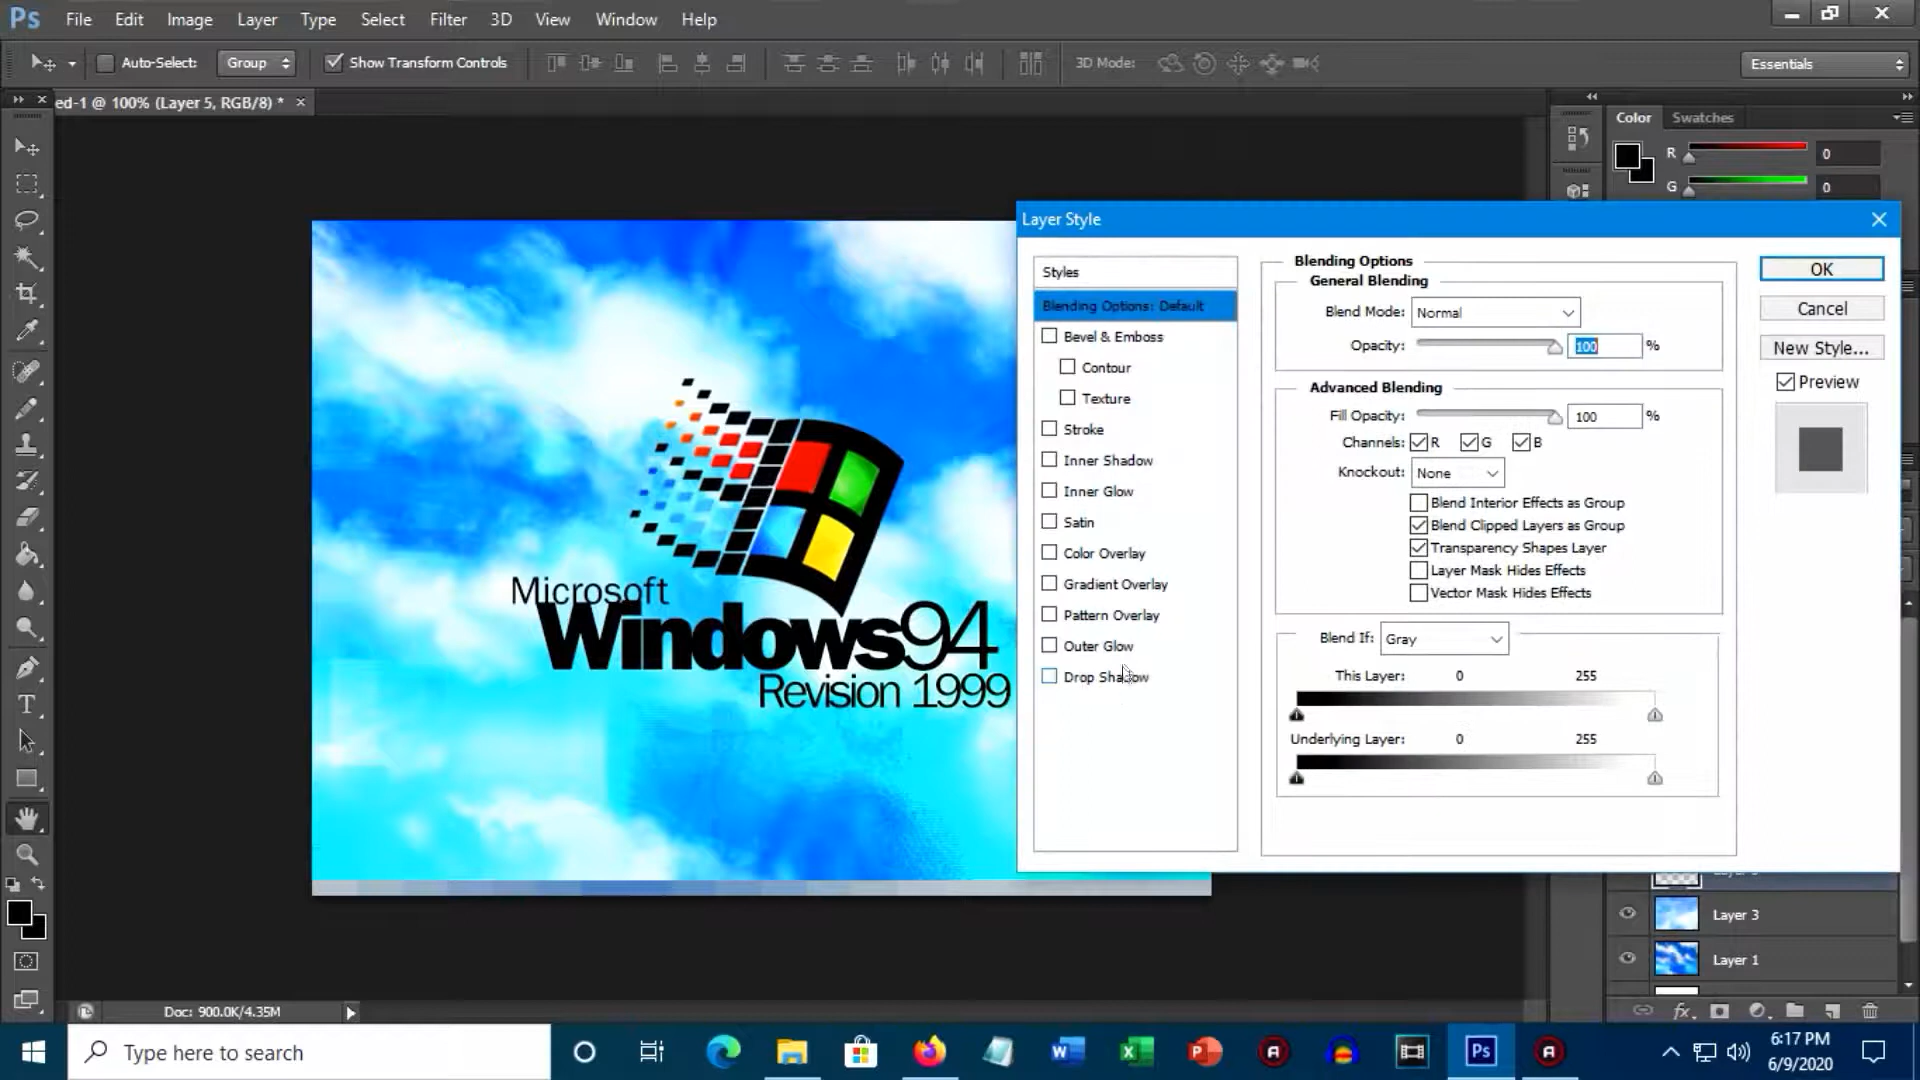 Ps File Edit Image Layer Type Select Filter 3D View Window Help
Auto-Select: Group Show Transform Controls 3D Mode: Essentials
ed-1 @ 100% (Layer 5, RGB/8) *
Color Swatches
R 0
G 0
Layer Style
Styles
Blending Options: Default
Bevel & Emboss
Contour
Texture
Stroke
Inner Shadow
Inner Glow
Satin
Color Overlay
Gradient Overlay
Pattern Overlay
Outer Glow
Drop Shadow
Blending Options
General Blending
Blend Mode: Normal
Opacity: 100 %
Advanced Blending
Fill Opacity: 100 %
Channels: R G B
Knockout: None
Blend Interior Effects as Group
Blend Clipped Layers as Group
Transparency Shapes Layer
Layer Mask Hides Effects
Vector Mask Hides Effects
Blend If: Gray
This Layer: 0 255
Underlying Layer: 0 255
OK
Cancel
New Style...
Preview
Microsoft
Windows94
Revision 1999
Layer 3
Layer 1
fx
Doc: 900.0K/4.35M
Type here to search
Ps
6:17 PM
6/9/2020